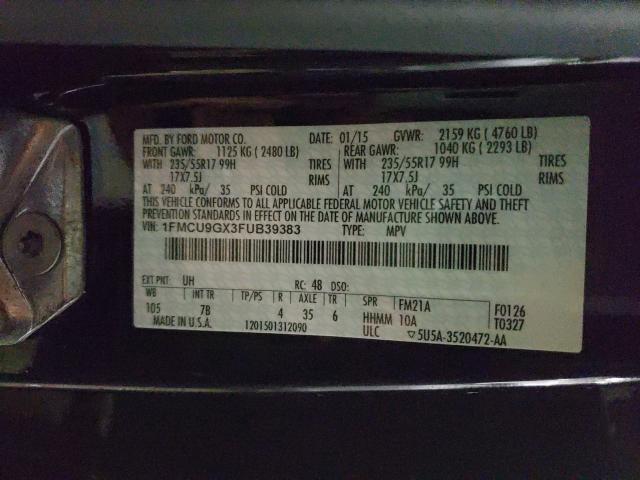 MFD. BY FORD MOTOR CO. DATE: 01/15 GVWR: 2159 KG ( 4760 LB)
FRONT GAWR: 1125 KG ( 2480 LB) REAR GAWR: 1040 KG ( 2293 LB)
WITH 235/55R17 99H TIRES WITH 235/55R17 99H TIRES
17X7.5J RIMS 17X7.5J RIMS
AT 240 kPa/ 35 PSI COLD AT 240 kPa/ 35 PSI COLD
THIS VEHICLE CONFORMS TO ALL APPLICABLE FEDERAL MOTOR VEHICLE SAFETY AND THEFT
PREVENTION STANDARDS IN EFFECT ON THE DATE OF MANUFACTURE SHOWN ABOVE.
VIN: 1FMCU9GX3FUB39383 TYPE: MPV
EXT PNT: UH RC: 48 DSO:
WB INT TR TP/PS R AXLE TR SPR FM21A F0126
105 7B 4 35 6 HHMM 10A T0327
MADE IN U.S.A. 1201501312090 ULC ▽5U5A-3520472-AA